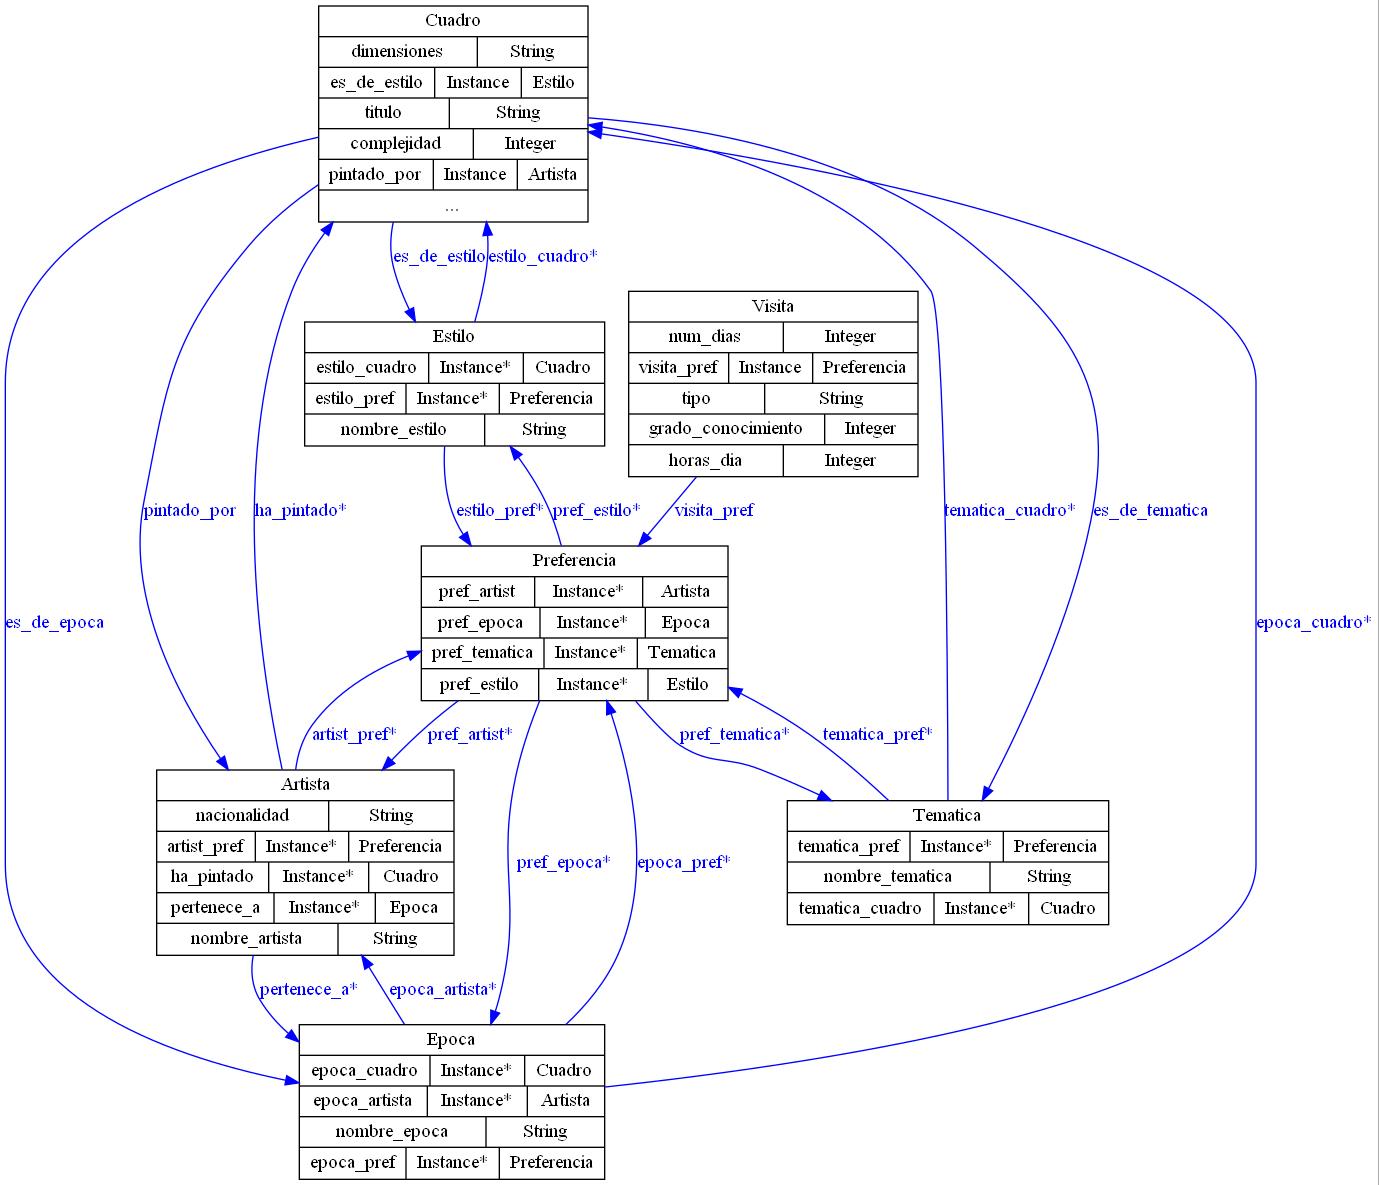 Cuadro
dimensiones String
es_de_estilo Instance Estilo
titulo String
complejidad Integer
pintado_por Instance Artista
...
es_de_estilo estilo_cuadro*
Visita
num_dias Integer
visita_pref Instance Preferencia
tipo String
grado_conocimiento Integer
horas_dia Integer
Estilo
estilo_cuadro Instance* Cuadro
estilo_pref Instance* Preferencia
nombre_estilo String
pintado_por ha_pintado* estilo_pref* pref_estilo* visita_pref tematica_cuadro* es_de_tematica
Preferencia
pref_artist Instance* Artista
pref_epoca Instance* Epoca
pref_tematica Instance* Tematica
pref_estilo Instance* Estilo
es_de_epoca epoca_cuadro*
artist_pref* pref_artist* pref_tematica* tematica_pref*
Artista
nacionalidad String
artist_pref Instance* Preferencia
ha_pintado Instance* Cuadro
pertenece_a Instance* Epoca
nombre_artista String
pref_epoca* epoca_pref*
Tematica
tematica_pref Instance* Preferencia
nombre_tematica String
tematica_cuadro Instance* Cuadro
pertenece_a* epoca_artista*
Epoca
epoca_cuadro Instance* Cuadro
epoca_artista Instance* Artista
nombre_epoca String
epoca_pref Instance* Preferencia